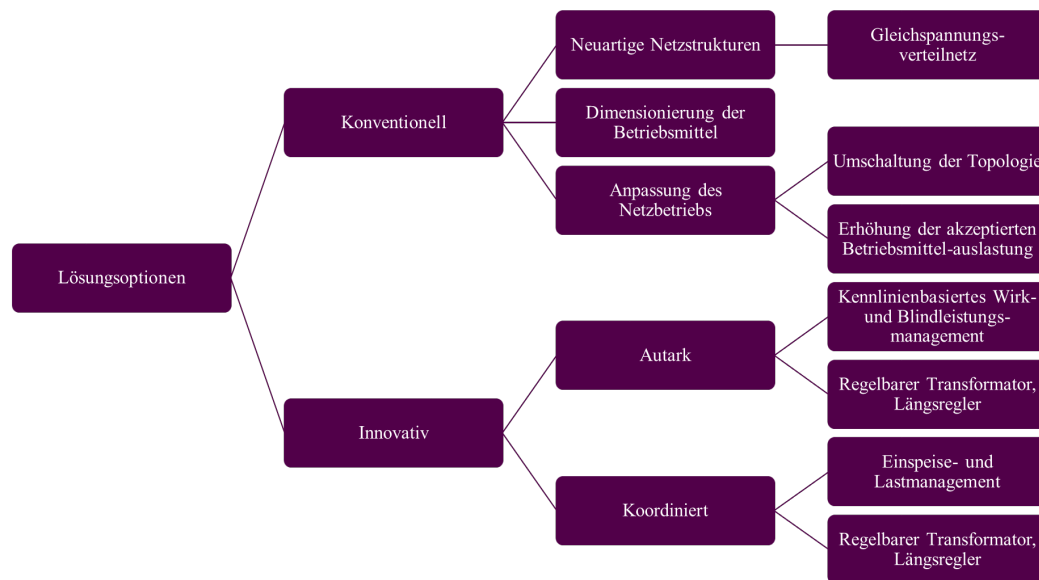 Lösungsoptionen
Konventionell
Neuartige Netzstrukturen
Gleichspannungs-
verteilnetz
Dimensionierung der
Betriebsmittel
Anpassung des
Netzbetriebs
Umschaltung der Topologie
Erhöhung der akzeptierten
Betriebsmittel-auslastung
Innovativ
Autark
Kennlinienbasiertes Wirk-
und Blindleistungs-
management
Regelbarer Transformator,
Längsregler
Koordiniert
Einspeise- und
Lastmanagement
Regelbarer Transformator,
Längsregler